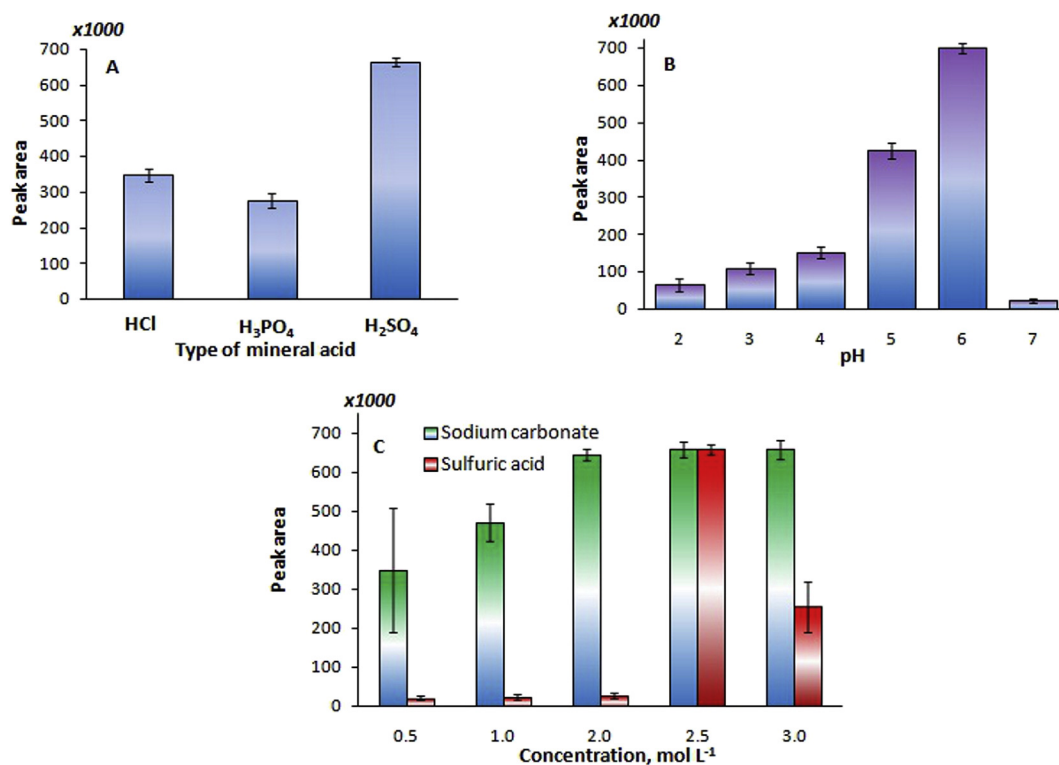 x1000
A
700
600
500
400
300
200
100
0
Peak area
HCl
H₃PO₄
H₂SO₄
Type of mineral acid
x1000
B
700
600
500
400
300
200
100
0
Peak area
2
3
4
5
6
7
pH
x1000
C
Sodium carbonate
Sulfuric acid
700
600
500
400
300
200
100
0
Peak area
0.5
1.0
2.0
2.5
3.0
Concentration, mol L⁻¹